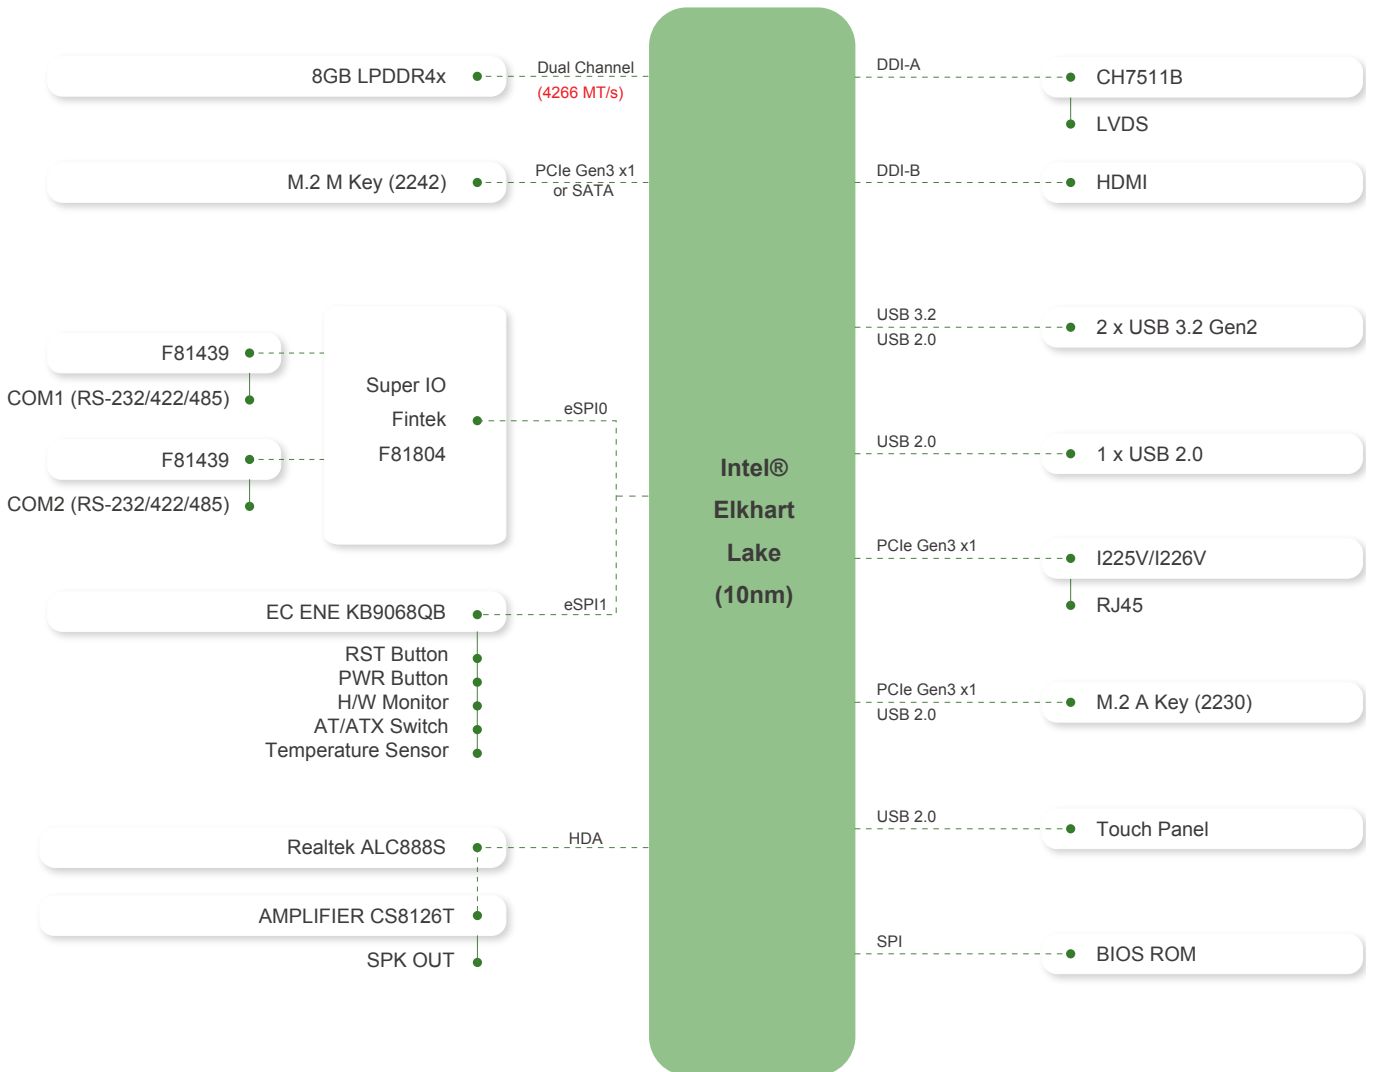 8GB LPDDR4x
Dual Channel
(4266 MT/s)
M.2 M Key (2242)
PCIe Gen3 x1
or SATA
F81439
COM1 (RS-232/422/485)
F81439
COM2 (RS-232/422/485)
Super IO
Fintek
F81804
eSPI0
EC ENE KB9068QB
eSPI1
RST Button
PWR Button
H/W Monitor
AT/ATX Switch
Temperature Sensor
Realtek ALC888S
HDA
AMPLIFIER CS8126T
SPK OUT
Intel®
Elkhart
Lake
(10nm)
DDI-A
CH7511B
LVDS
DDI-B
HDMI
USB 3.2
USB 2.0
2 x USB 3.2 Gen2
USB 2.0
1 x USB 2.0
PCIe Gen3 x1
I225V/I226V
RJ45
PCIe Gen3 x1
USB 2.0
M.2 A Key (2230)
USB 2.0
Touch Panel
SPI
BIOS ROM